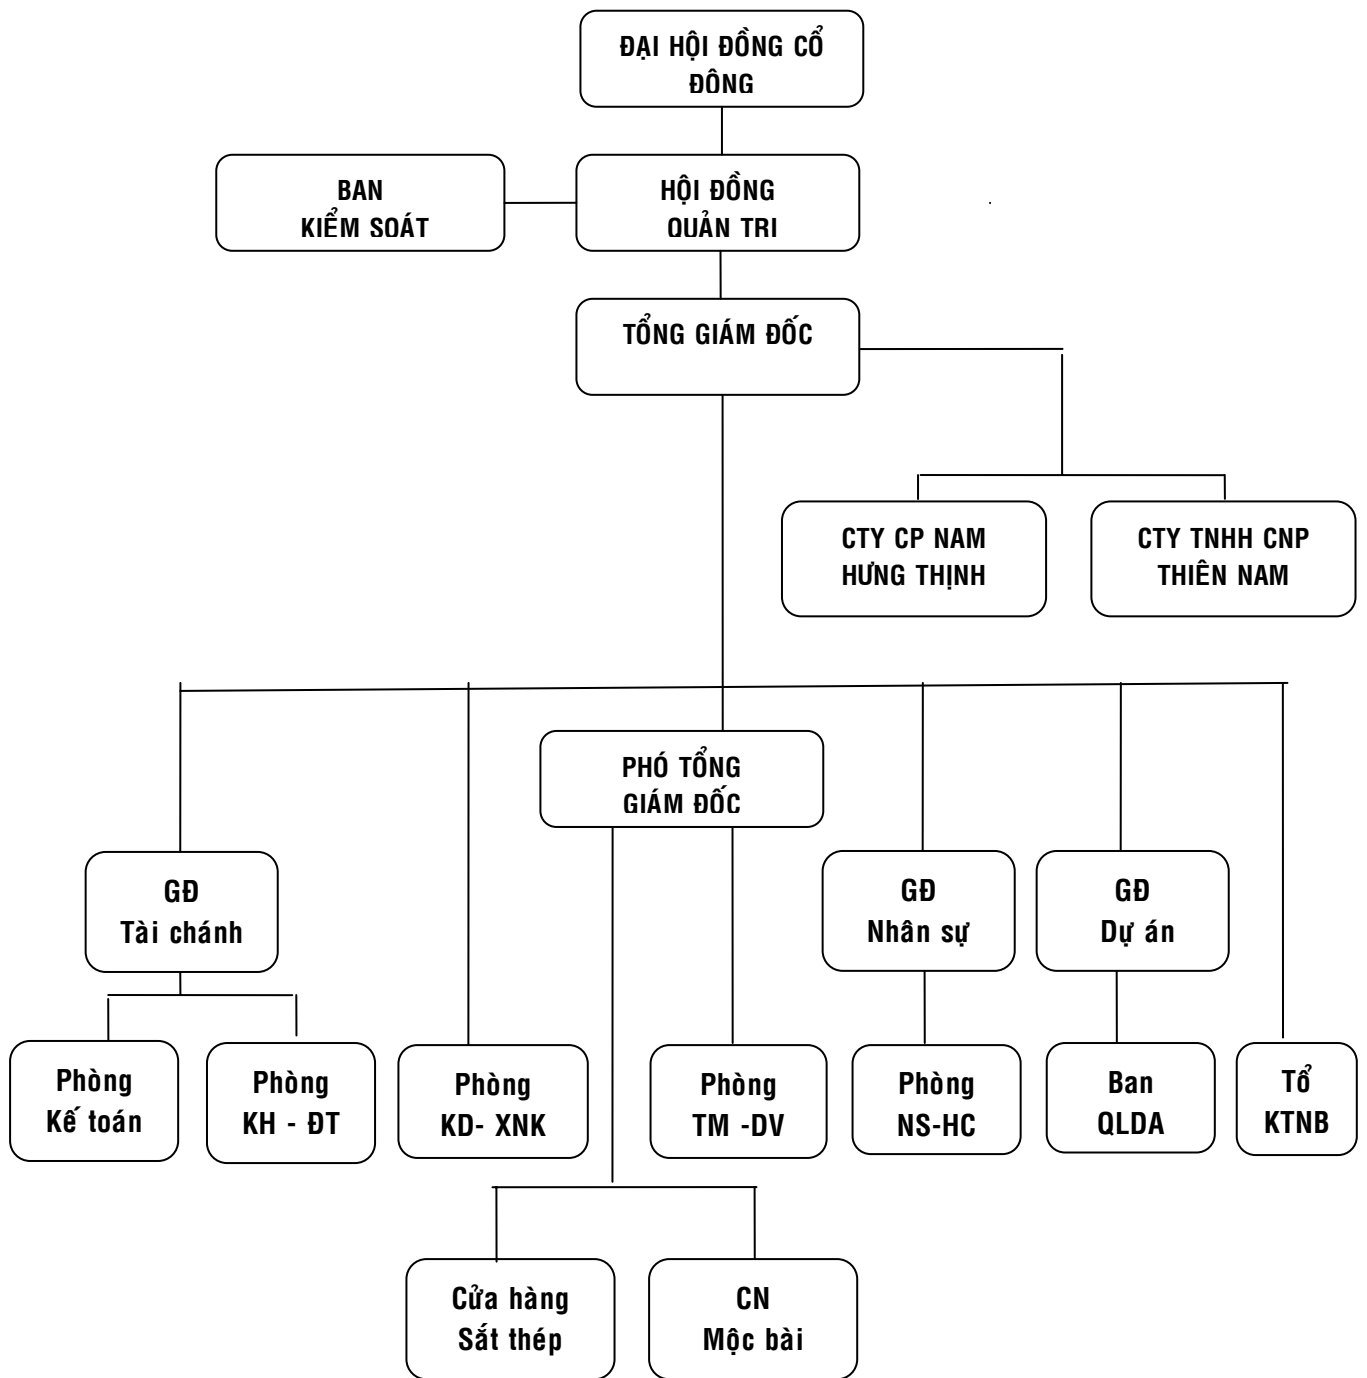 ĐẠI HỘI ĐỒNG CỔ
ĐÔNG
BAN
KIỂM SOÁT
HỘI ĐỒNG
QUẢN TRỊ
TỔNG GIÁM ĐỐC
CTY CP NAM
HƯNG THỊNH
CTY TNHH CNP
THIÊN NAM
PHÓ TỔNG
GIÁM ĐỐC
GĐ
Tài chánh
GĐ
Nhân sự
GĐ
Dự án
Phòng
Kế toán
Phòng
KH - ĐT
Phòng
KD- XNK
Phòng
TM -DV
Phòng
NS-HC
Ban
QLDA
Tổ
KTNB
Cửa hàng
Sắt thép
CN
Mộc bài